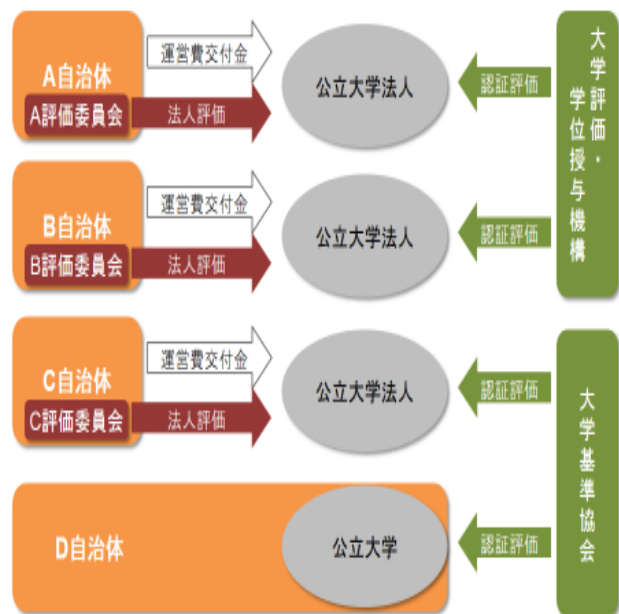 A自治体
A評価委員会
運営費交付金
法人評価
公立大学法人
認証評価
大学評価・
学位授与機構
B自治体
B評価委員会
運営費交付金
法人評価
公立大学法人
認証評価
C自治体
C評価委員会
運営費交付金
法人評価
公立大学法人
認証評価
大学基準協会
D自治体
公立大学
認証評価